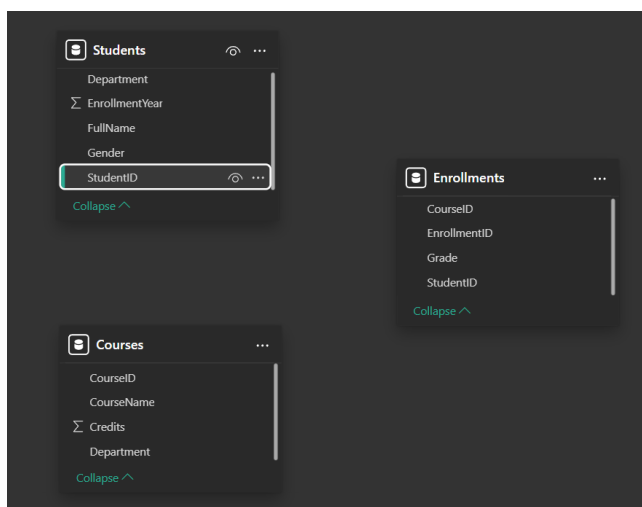 Students
Department
Σ EnrollmentYear
FullName
Gender
StudentID
Collapse
Enrollments
CourseID
EnrollmentID
Grade
StudentID
Collapse
Courses
CourseID
CourseName
Σ Credits
Department
Collapse